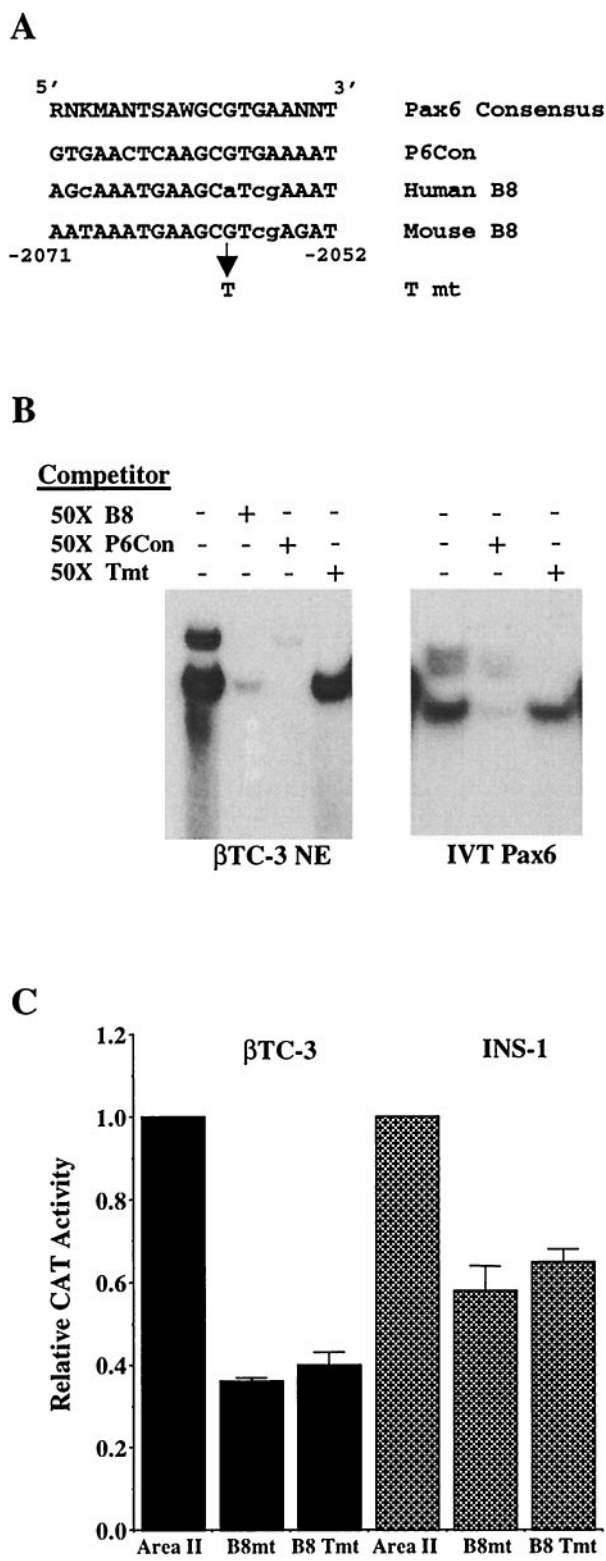 A
5' 3'
RNKMANTSAWGCGTGAANNT Pax6 Consensus
GTGAACTCAAGCGTGAAAAT P6Con
AGcAAATGAAGCaTcgAAAT Human B8
AATAAATGAAGCGTcgAGAT Mouse B8
-2071 -2052
T T mt
B
Competitor
50X B8 - + - - - - -
50X P6Con - - + - - + -
50X Tmt - - - + - - +
βTC-3 NE IVT Pax6
C
βTC-3 INS-1
Relative CAT Activity
1.2
1.0
0.8
0.6
0.4
0.2
0.0
Area II B8mt B8 Tmt Area II B8mt B8 Tmt